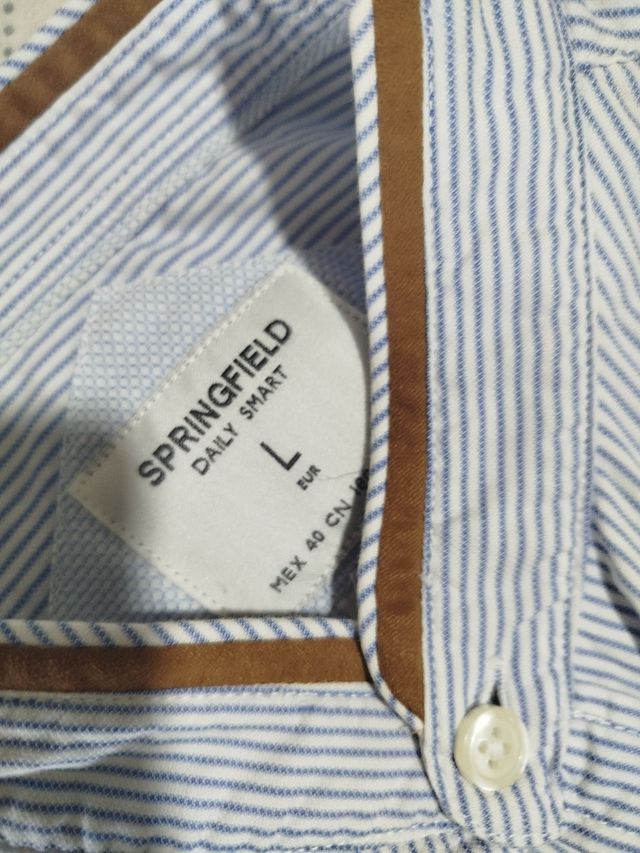 SPRINGFIELD
DAILY SMART
L
EUR
MEX 40 CN